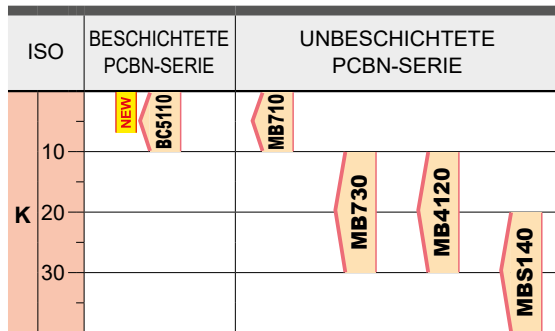 ISO
BESCHICHTETE
PCBN-SERIE
UNBESCHICHTETE
PCBN-SERIE
K
10
20
30
NEW
BC5110
MB710
MB730
MB4120
MBS140